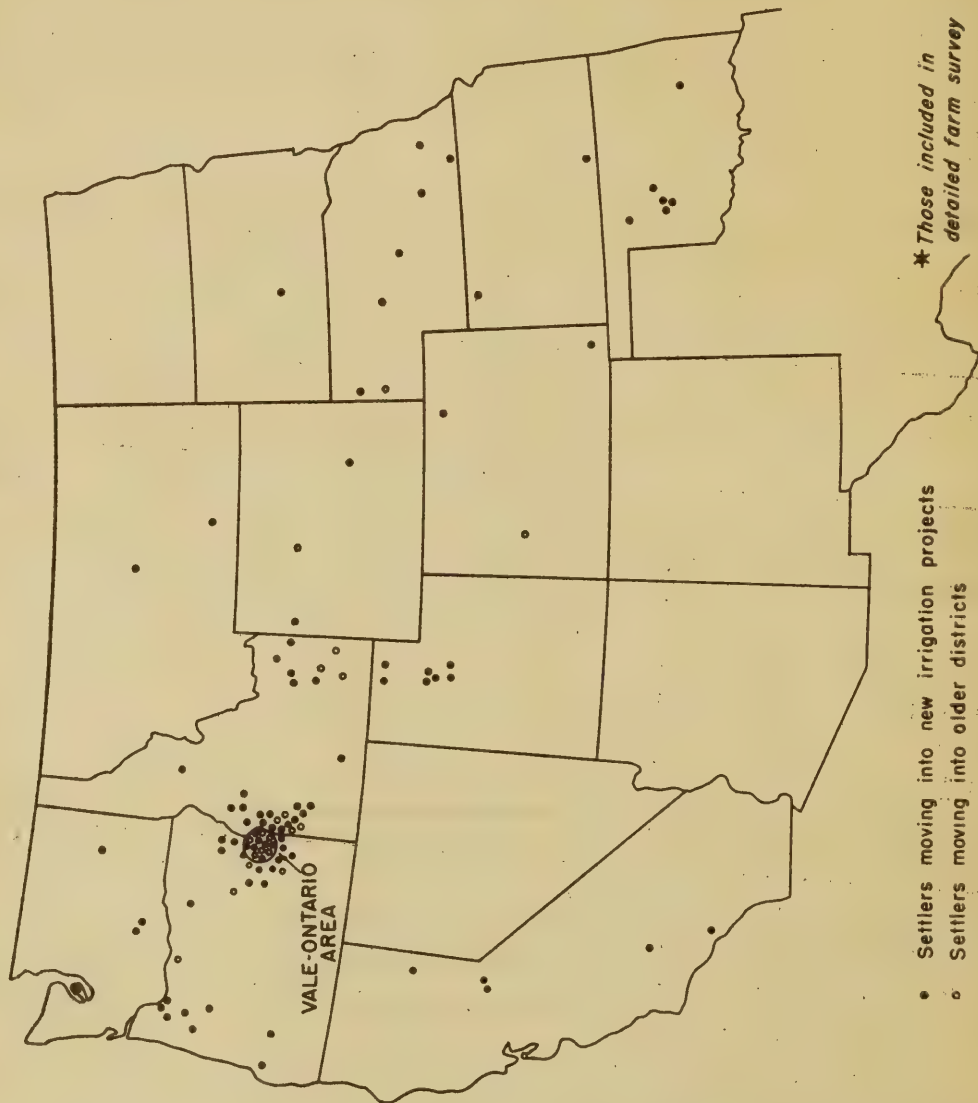 VALE-ONTARIO
AREA
• Settlers moving into new irrigation projects
o Settlers moving into older districts
* Those included in
detailed farm survey